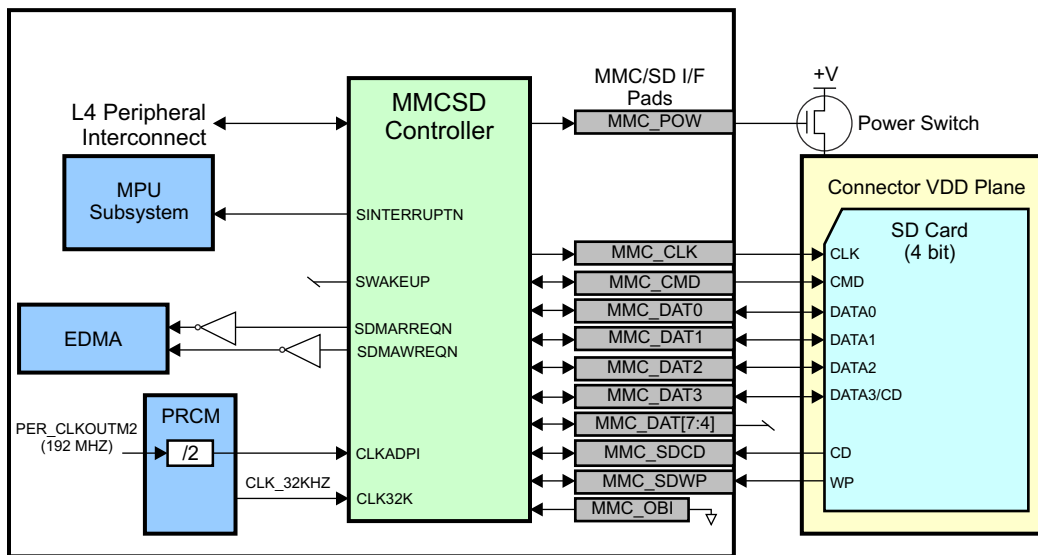 MMC/SD I/F
Pads
+V
MMCSD
Controller
L4 Peripheral
Interconnect
MMC_POW
Power Switch
MPU
Subsystem
Connector VDD Plane
SINTERRUPTN
SD Card
(4 bit)
MMC_CLK
CLK
SWAKEUP
MMC_CMD
CMD
MMC_DAT0
DATA0
SDMARREQN
EDMA
MMC_DAT1
DATA1
SDMAWREQN
MMC_DAT2
DATA2
MMC_DAT3
DATA3/CD
PRCM
MMC_DAT[7:4]
PER_CLKOUTM2
(192 MHZ)
/2
CLKADPI
MMC_SDCD
CD
CLK_32KHZ
MMC_SDWP
WP
CLK32K
MMC_OBI